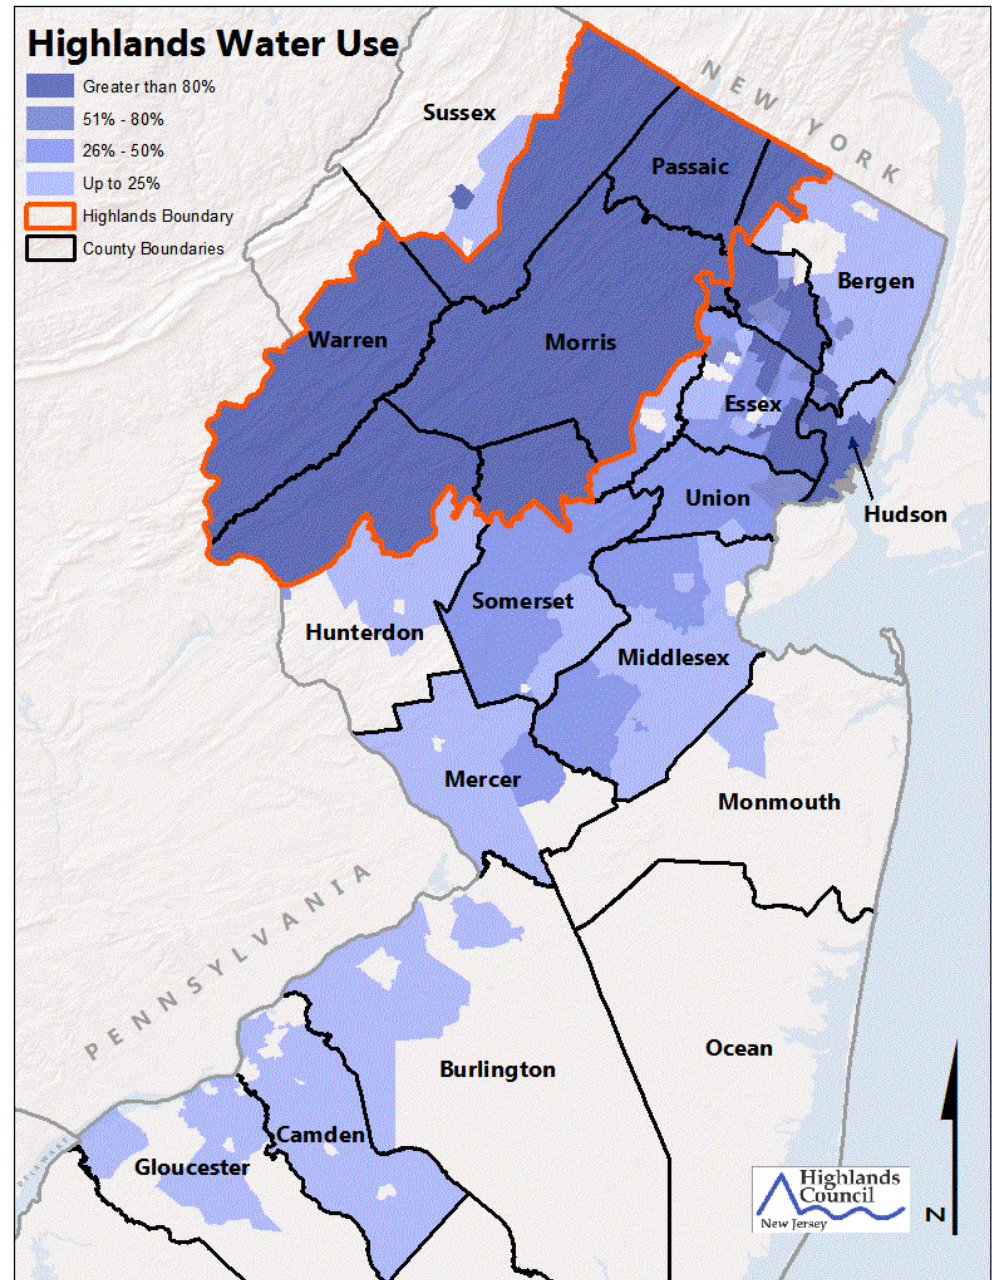 Highlands Water Use
Greater than 80%
51% - 80%
26% - 50%
Up to 25%
Highlands Boundary
County Boundaries
NEW YORK
Sussex
Passaic
Bergen
Warren
Morris
Essex
Union
Hudson
Somerset
Hunterdon
Middlesex
Mercer
Monmouth
PENNSYLVANIA
Ocean
Burlington
Camden
Gloucester
DELAWARE
Highlands
Council
New Jersey
N